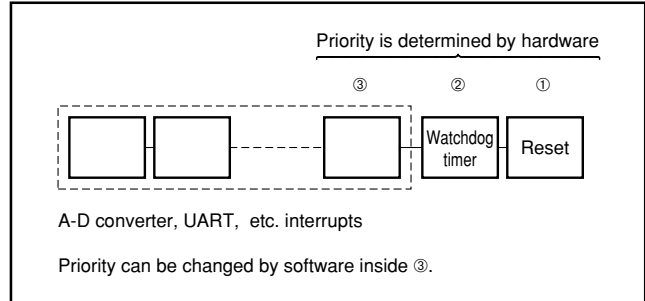 Priority is determined by hardware
③ ② ①
Watchdog
timer
Reset
A-D converter, UART, etc. interrupts
Priority can be changed by software inside ③.